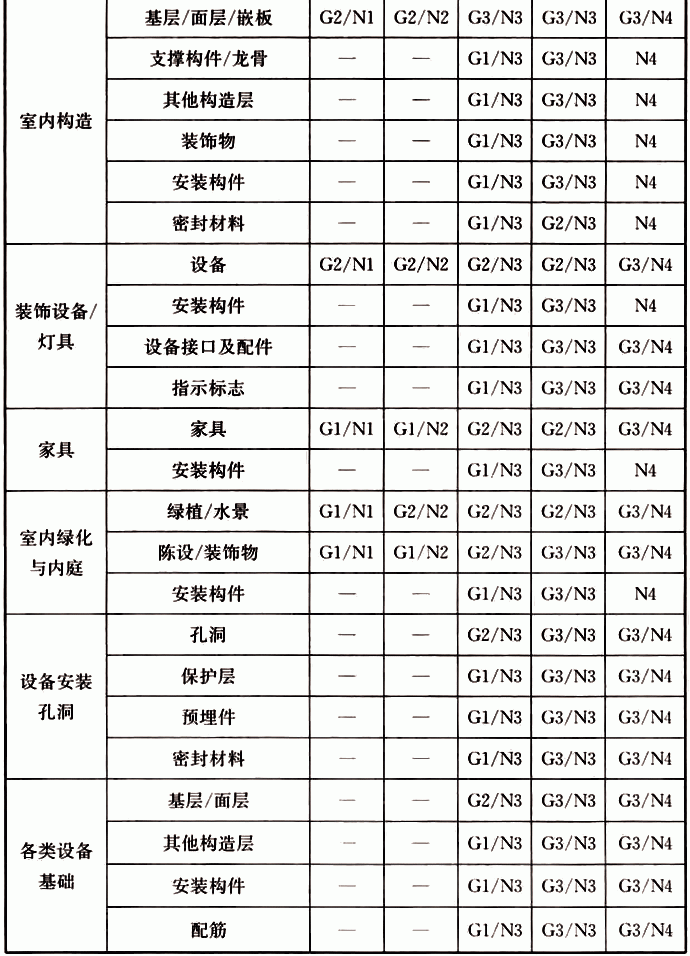 室内构造
基层/面层/嵌板 G2/N1 G2/N2 G3/N3 G3/N3 G3/N4
支撑构件/龙骨 — — G1/N3 G3/N3 N4
其他构造层 — — G1/N3 G3/N3 N4
装饰物 — — G1/N3 G3/N3 N4
安装构件 — — G1/N3 G3/N3 N4
密封材料 — — G1/N3 G2/N3 N4
装饰设备/
灯具
设备 G2/N1 G2/N2 G2/N3 G2/N3 G3/N4
安装构件 — — G1/N3 G3/N3 N4
设备接口及配件 — — G1/N3 G3/N3 G3/N4
指示标志 — — G1/N3 G3/N3 G3/N4
家具
家具 G1/N1 G1/N2 G2/N3 G2/N3 G3/N4
安装构件 — — G1/N3 G3/N3 N4
室内绿化
与内庭
绿植/水景 G1/N1 G2/N2 G2/N3 G2/N3 G3/N4
陈设/装饰物 G1/N1 G1/N2 G2/N3 G3/N3 G3/N4
安装构件 — — G1/N3 G3/N3 N4
设备安装
孔洞
孔洞 — — G2/N3 G3/N3 G3/N4
保护层 — — G1/N3 G3/N3 G3/N4
预埋件 — — G1/N3 G3/N3 G3/N4
密封材料 — — G1/N3 G3/N3 G3/N4
各类设备
基础
基层/面层 — — G2/N3 G3/N3 G3/N4
其他构造层 — — G1/N3 G3/N3 G3/N4
安装构件 — — G1/N3 G3/N3 G3/N4
配筋 — — G1/N3 G3/N3 G3/N4